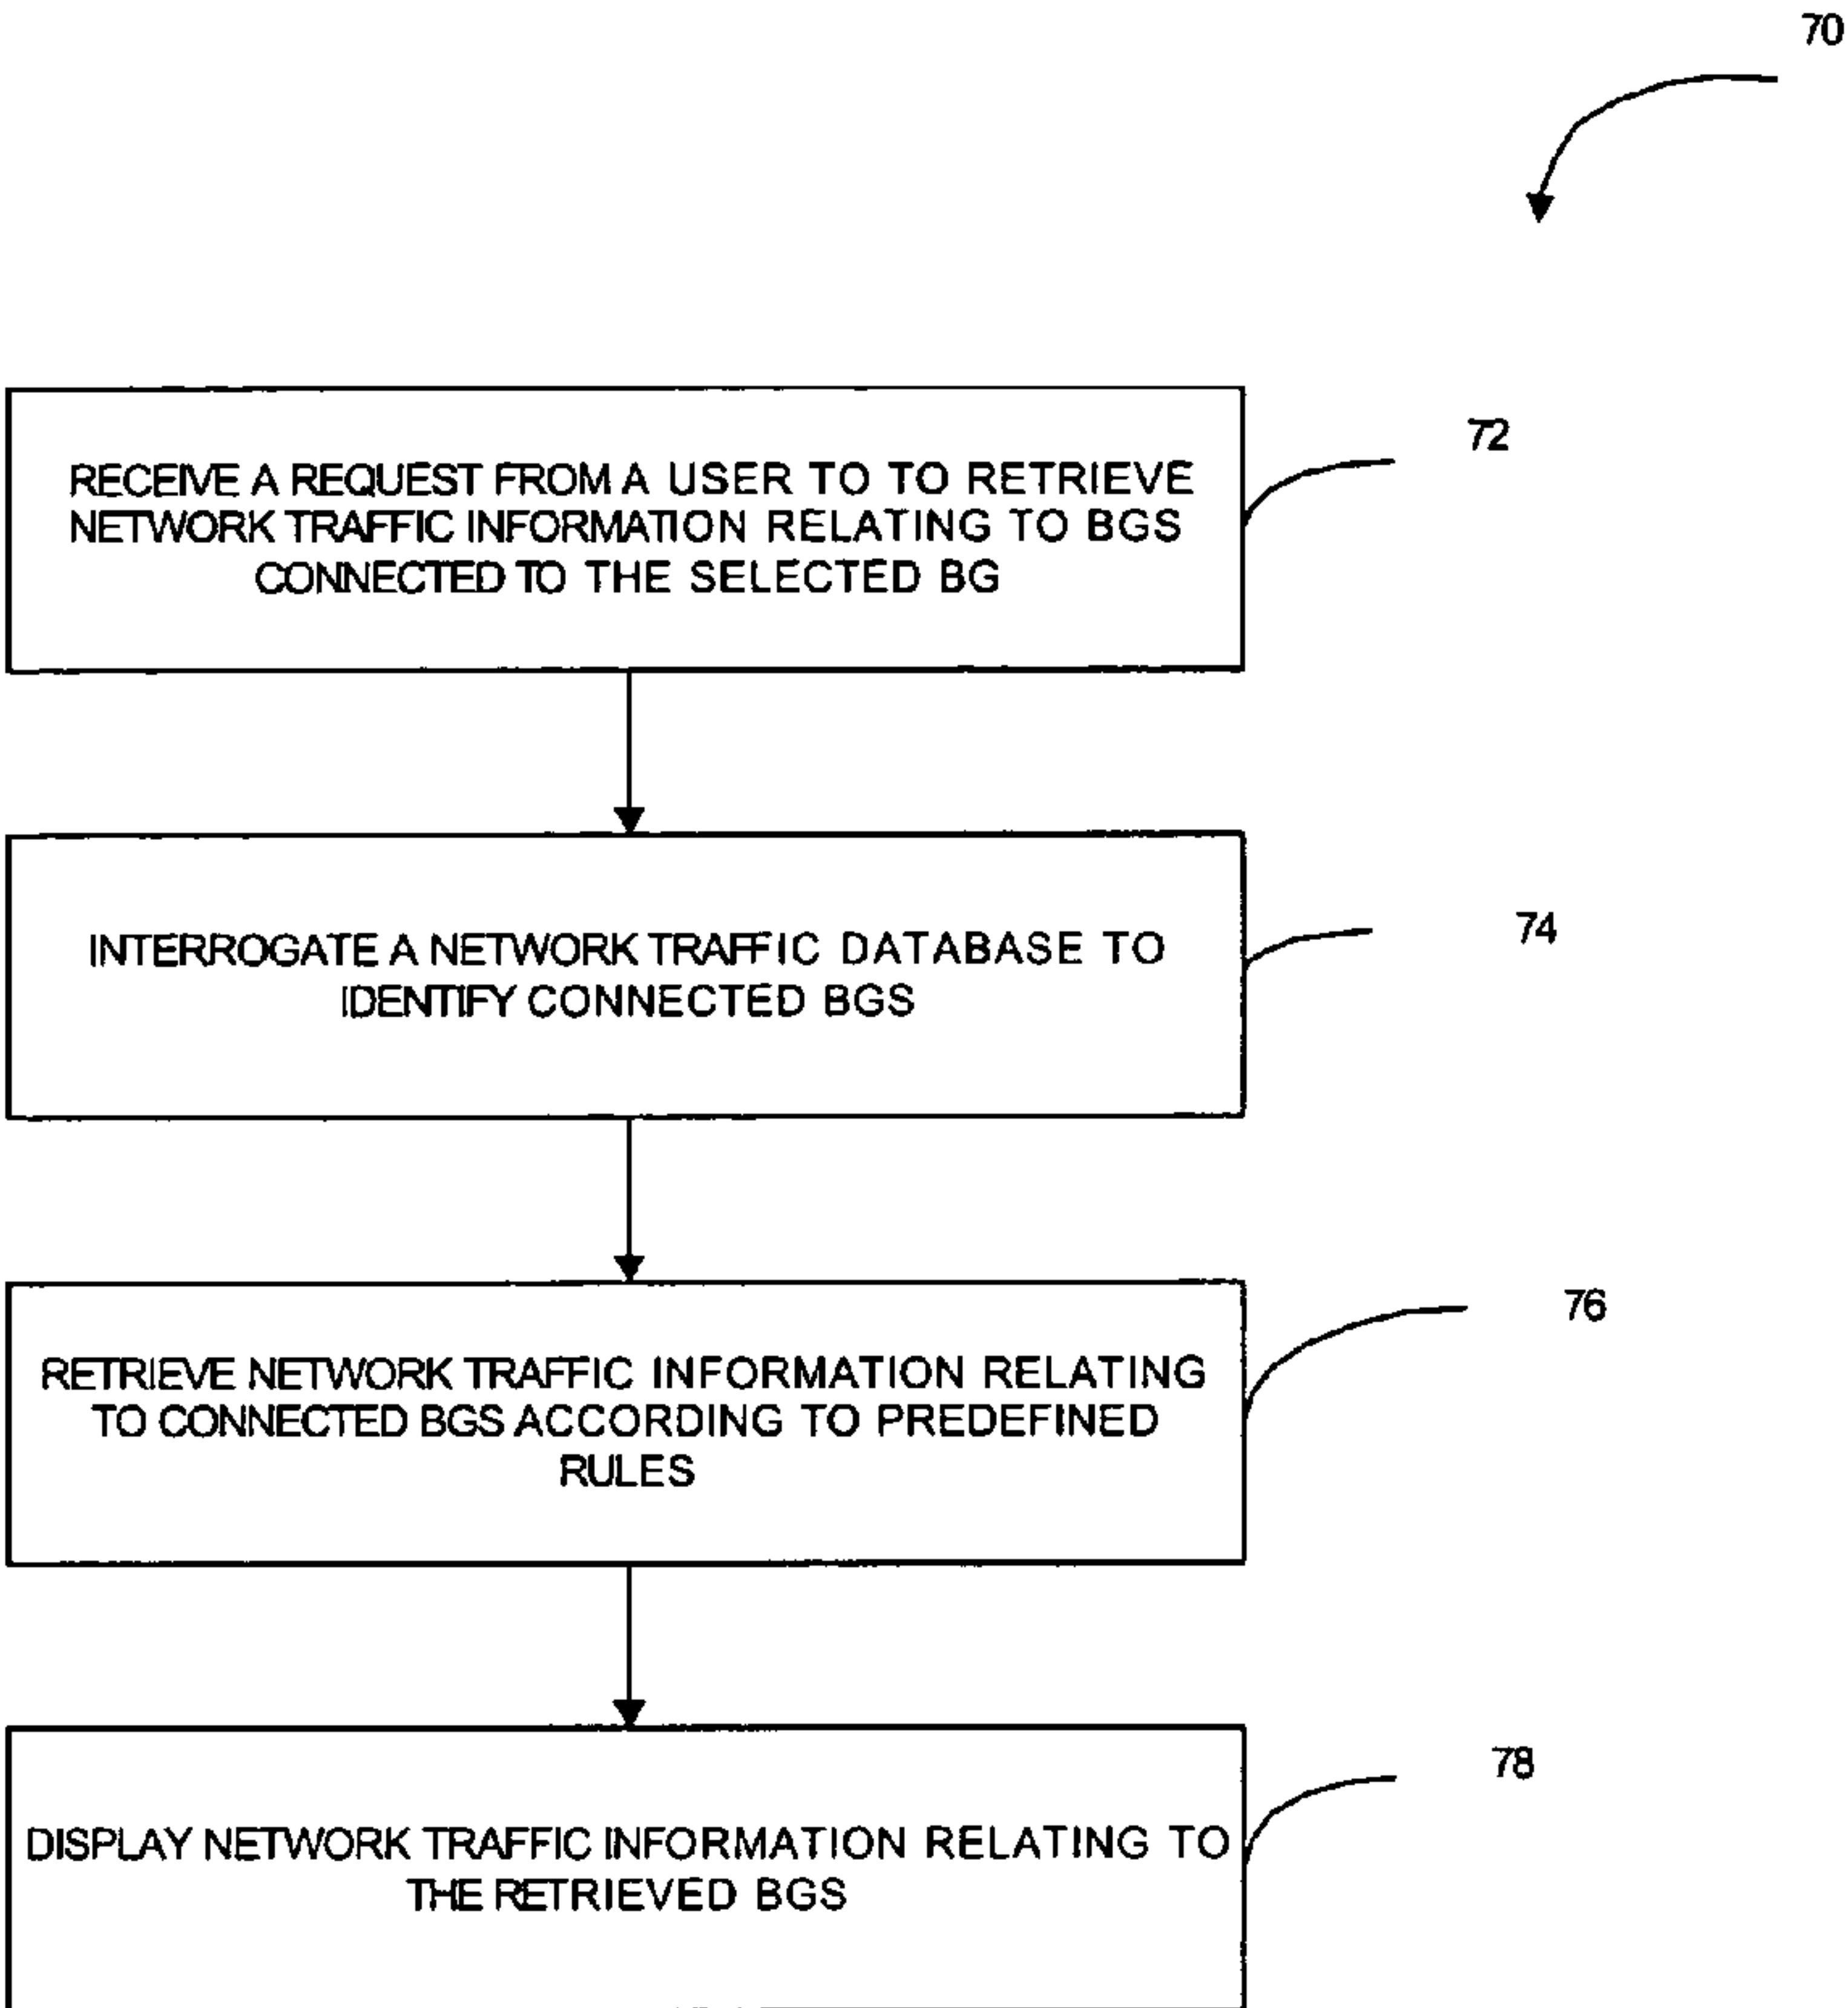 70
72
RECEIVE A REQUEST FROM A USER TO TO RETRIEVE
NETWORK TRAFFIC INFORMATION RELATING TO BGS
CONNECTED TO THE SELECTED BG
74
INTERROGATE A NETWORK TRAFFIC DATABASE TO
IDENTIFY CONNECTED BGS
76
RETRIEVE NETWORK TRAFFIC INFORMATION RELATING
TO CONNECTED BGS ACCORDING TO PREDEFINED
RULES
78
DISPLAY NETWORK TRAFFIC INFORMATION RELATING TO
THE RETRIEVED BGS